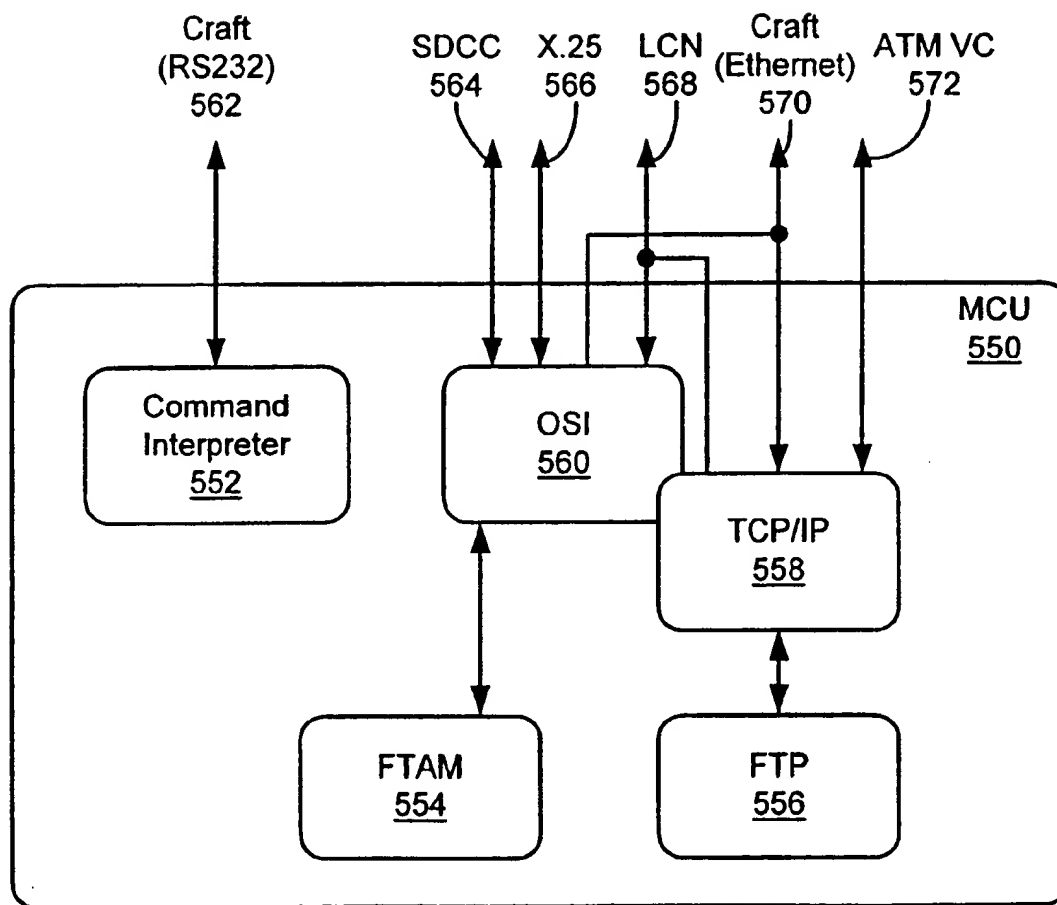 Craft
(RS232)
562
SDCC
564
X.25
566
LCN
568
Craft
(Ethernet)
570
ATM VC
572
MCU
550
Command
Interpreter
552
OSI
560
TCP/IP
558
FTAM
554
FTP
556